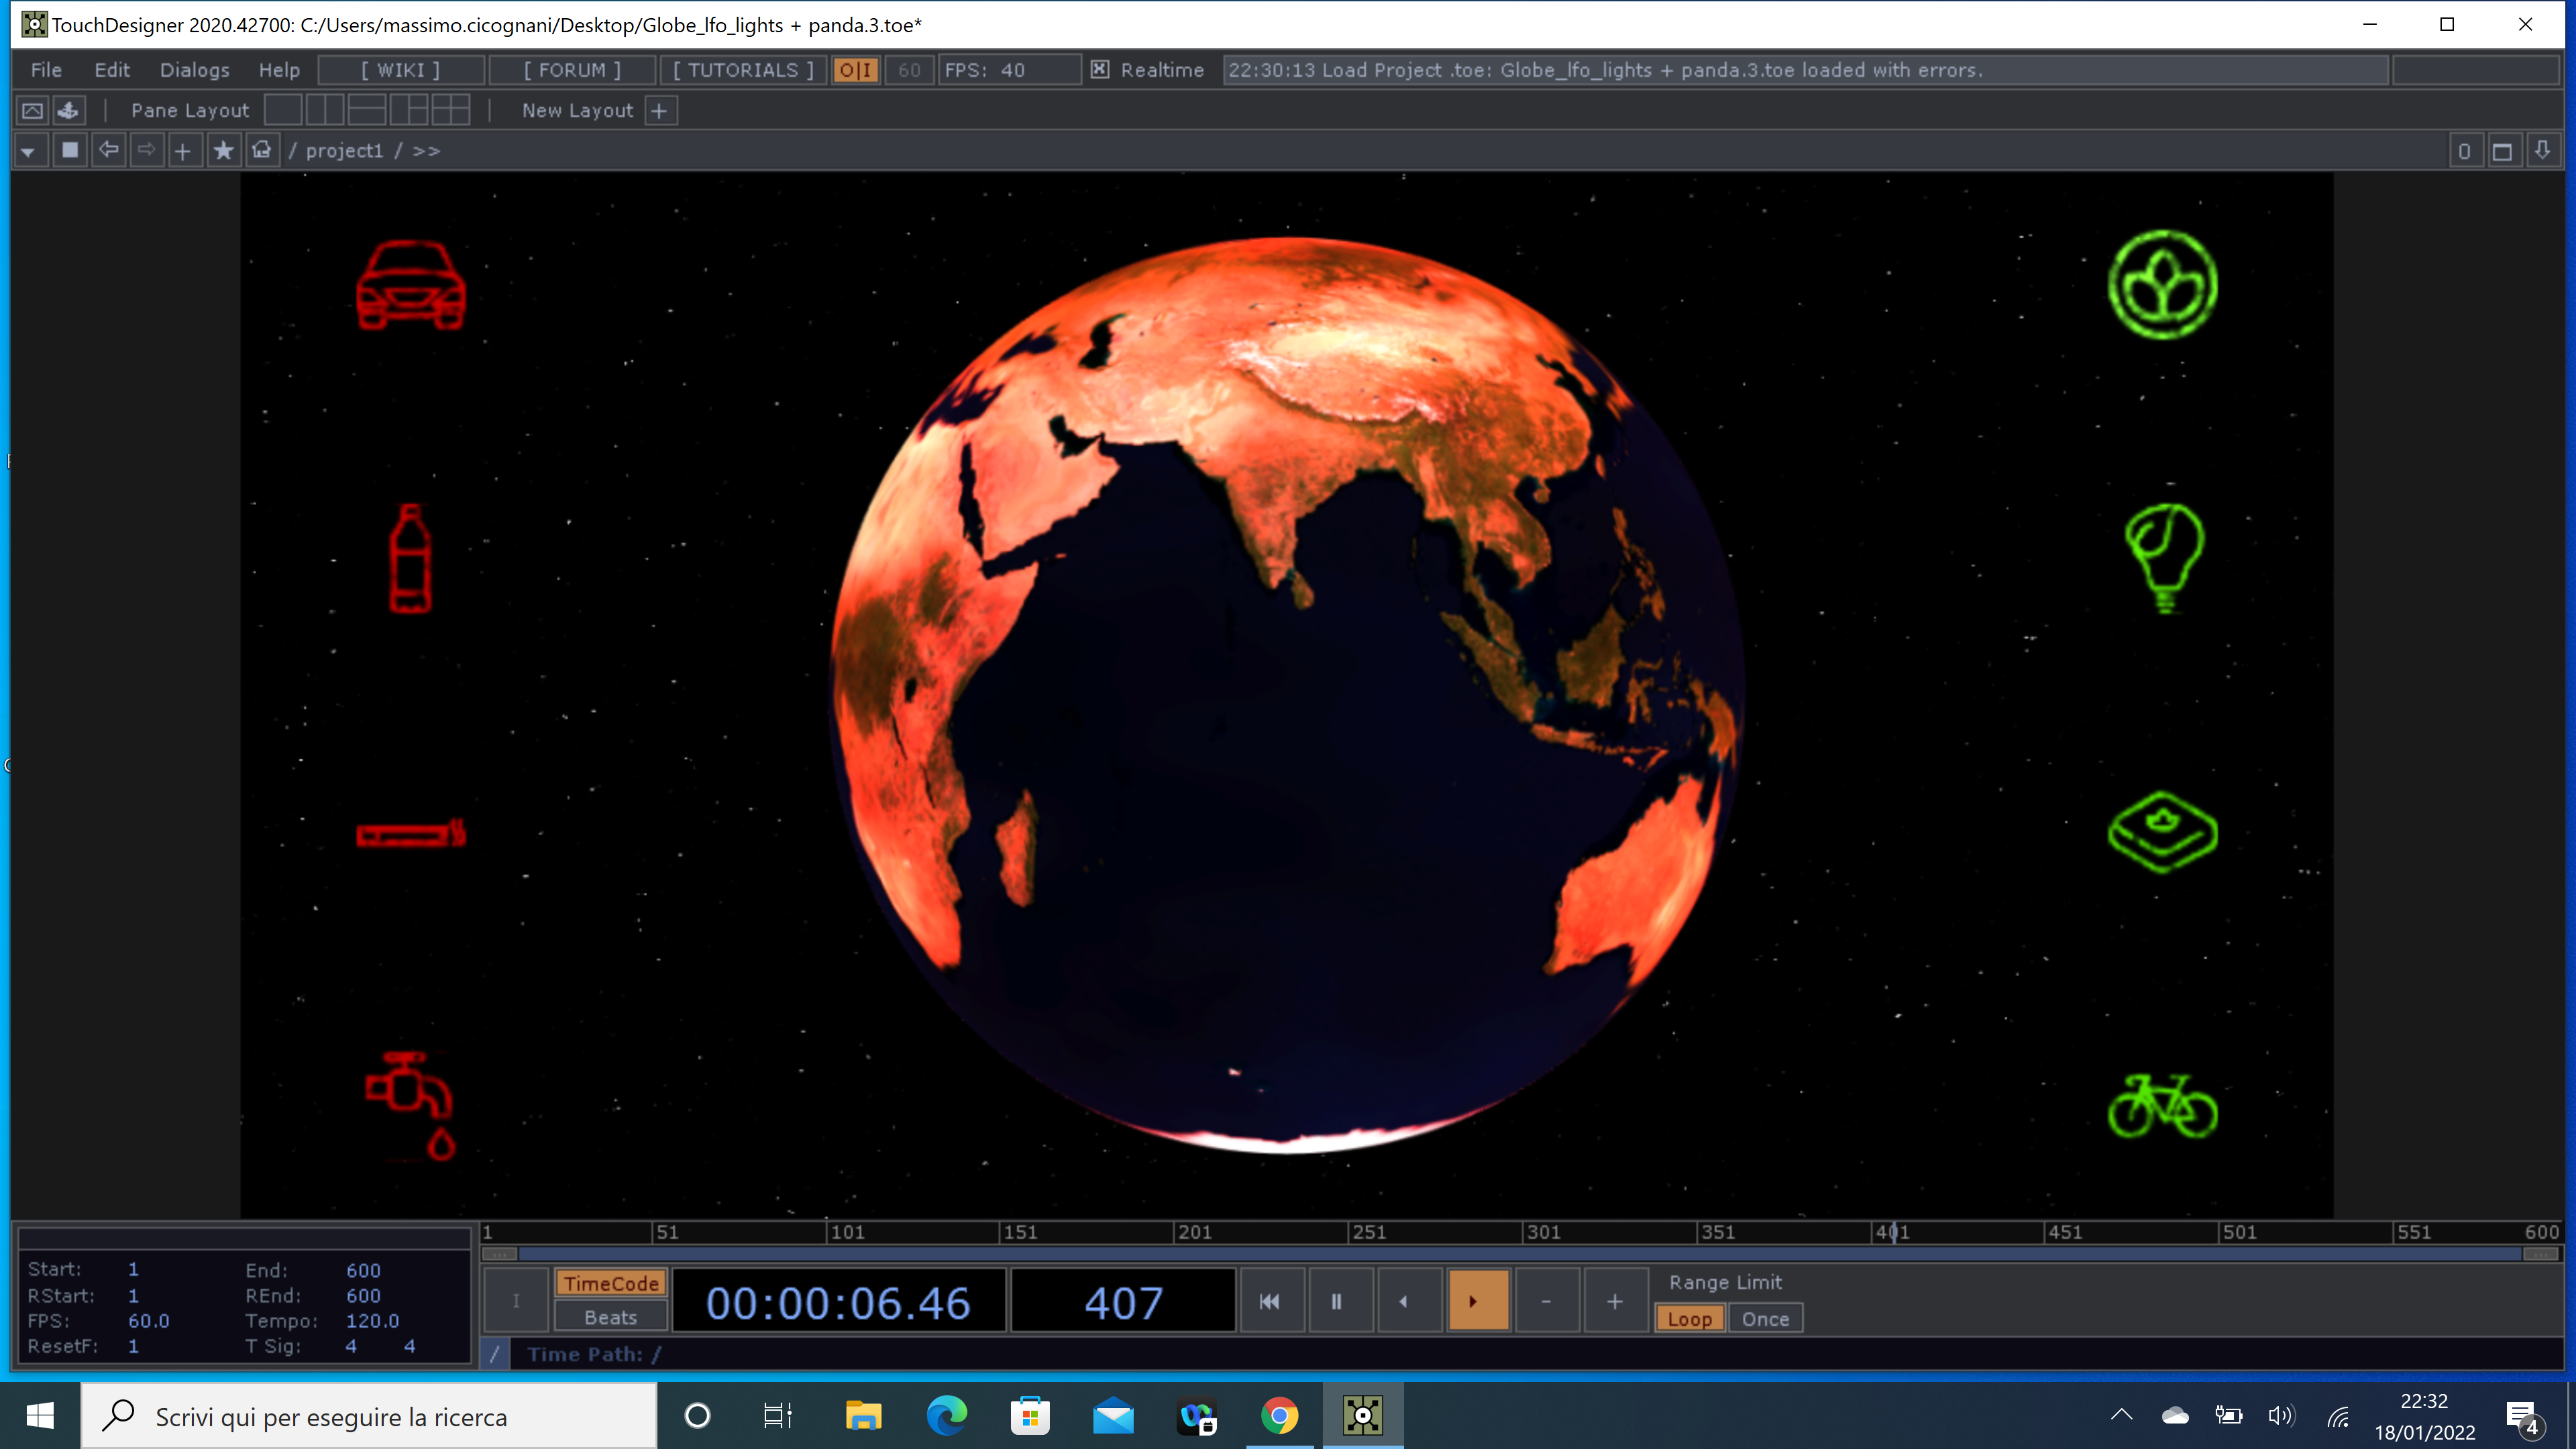 TouchDesigner 2020.42700: C:/Users/massimo.cicognani/Desktop/Globe_lfo_lights + panda.3.toe*
File Edit Dialogs Help [ WIKI ] [ FORUM ] [ TUTORIALS ] O|I 60 FPS: 40 Realtime 22:30:13 Load Project .toe: Globe_lfo_lights + panda.3.toe loaded with errors.
Pane Layout | New Layout +
/ project1 / >> 0
1 51 101 151 201 251 301 351 401 451 501 551 600
Start: 1 End: 600
RStart: 1 REnd: 600
FPS: 60.0 Tempo: 120.0
ResetF: 1 T Sig: 4 4
I TimeCode 00:00:06.46 407 - + Range Limit
Beats Loop Once
/ Time Path: /
Scrivi qui per eseguire la ricerca
22:32
18/01/2022
4